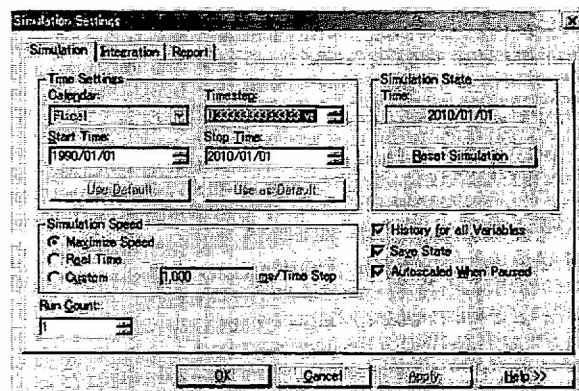 Simulation Settings
Simulation Integration Report
Time Settings
Calendar: Timestep:
Fiscal
Start Time: Stop Time:
1990/01/01 2010/01/01
Use Default Use as Default
Simulation State
Time:
2010/01/01
Reset Simulation
Simulation Speed
Maximize Speed
Real Time
Custom 1,000 ms/Time Step
History for all Variables
Save State
Autoscaled When Paused
Run Count:
1
OK Cancel Apply Help >>